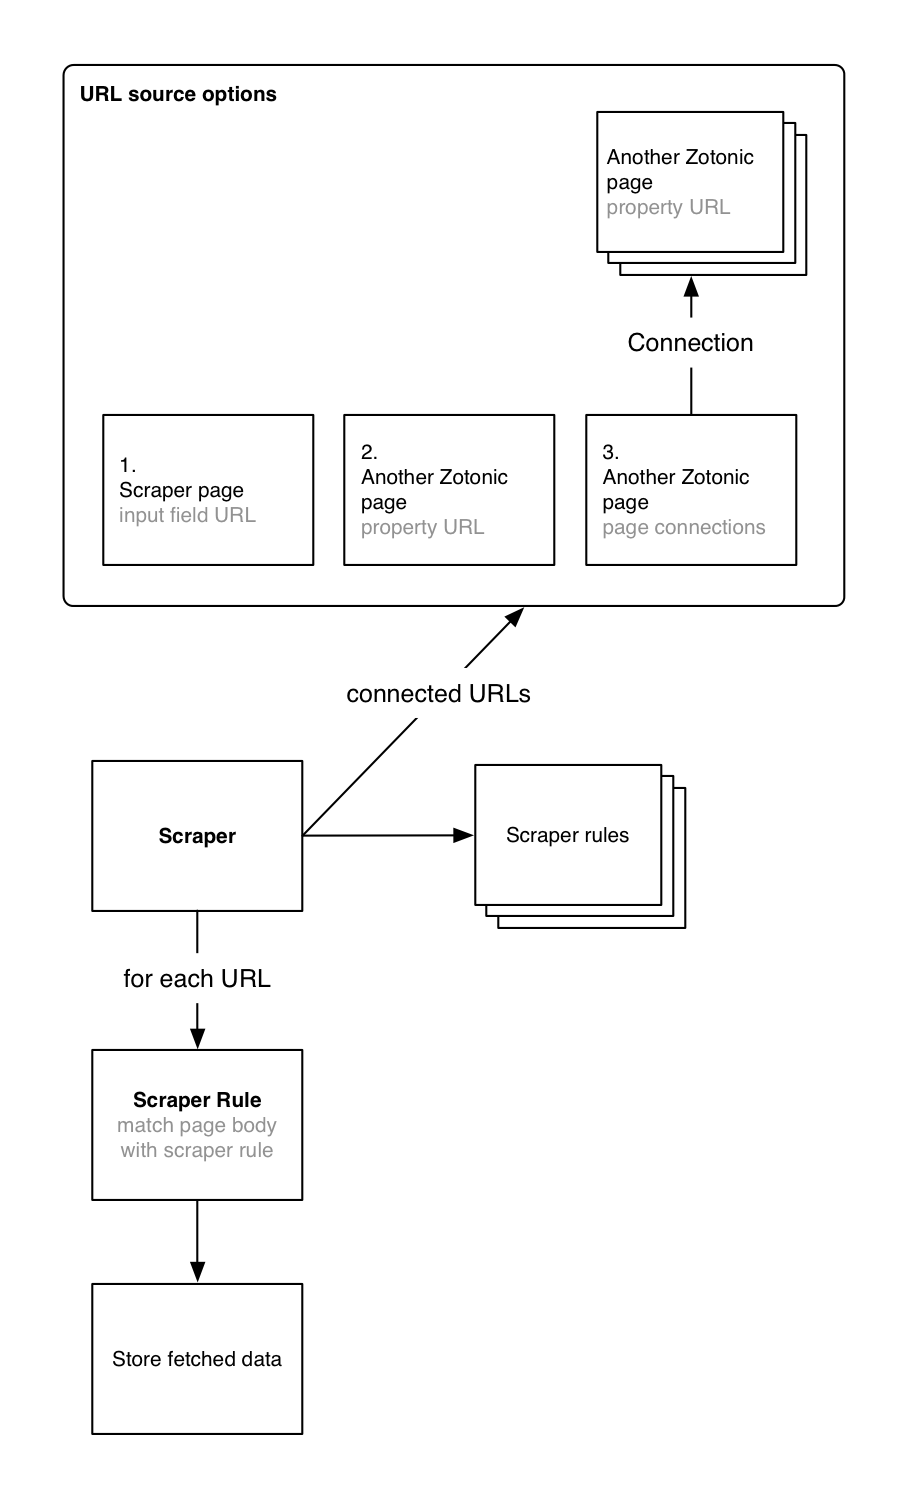 URL source options
Another Zotonic
page
property URL
Connection
1.
Scraper page
input field URL
2.
Another Zotonic
page
property URL
3.
Another Zotonic
page
page connections
connected URLs
Scraper
Scraper rules
for each URL
Scraper Rule
match page body
with scraper rule
Store fetched data